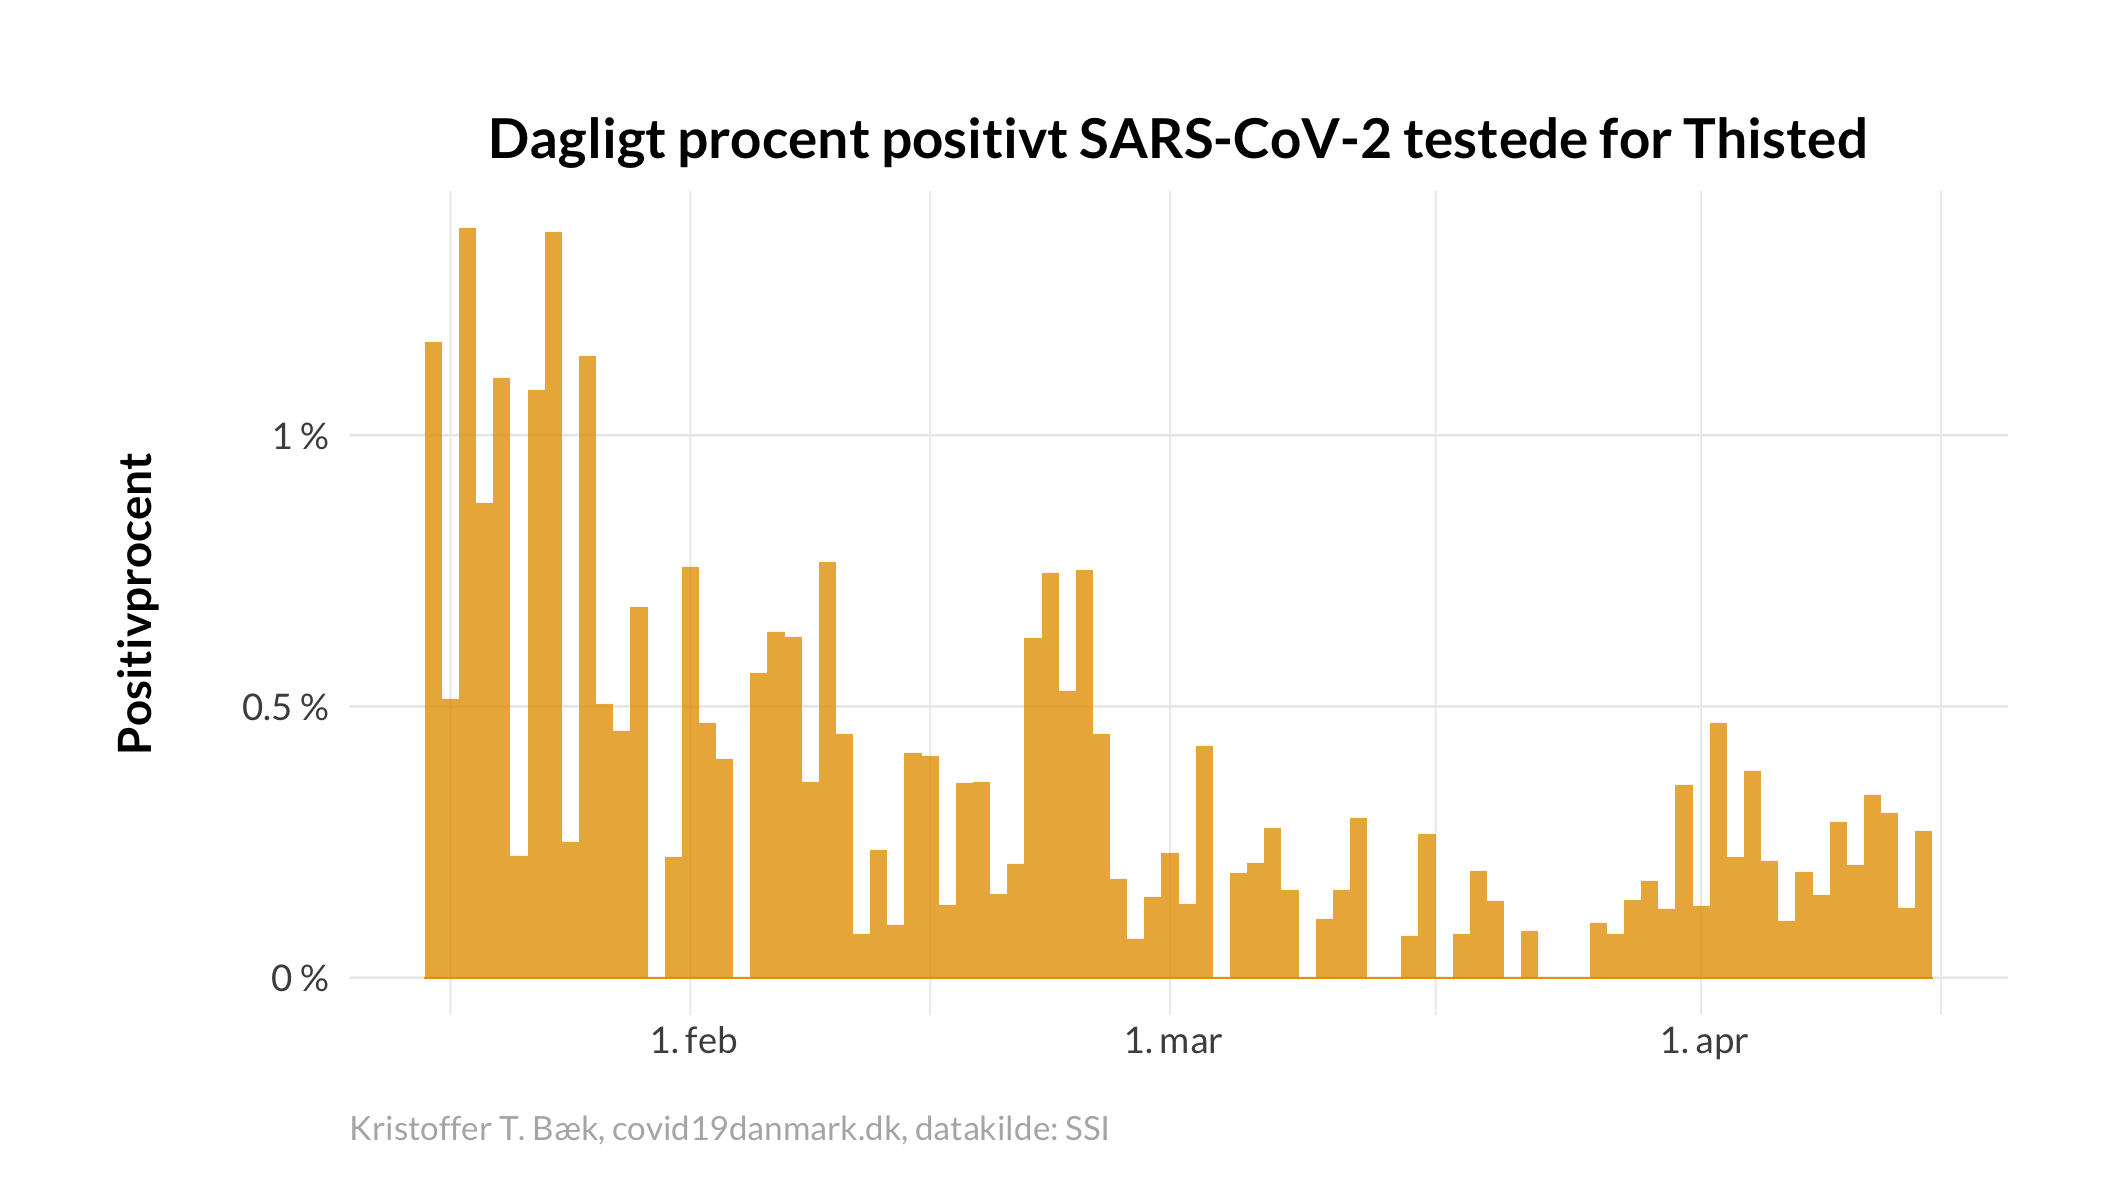 Dagligt procent positivt SARS-CoV-2 testede for Thisted
Positivprocent
1 %
0.5 %
0 %
1. feb
1. mar
1. apr
Kristoffer T. Bæk, covid19danmark.dk, datakilde: SSI